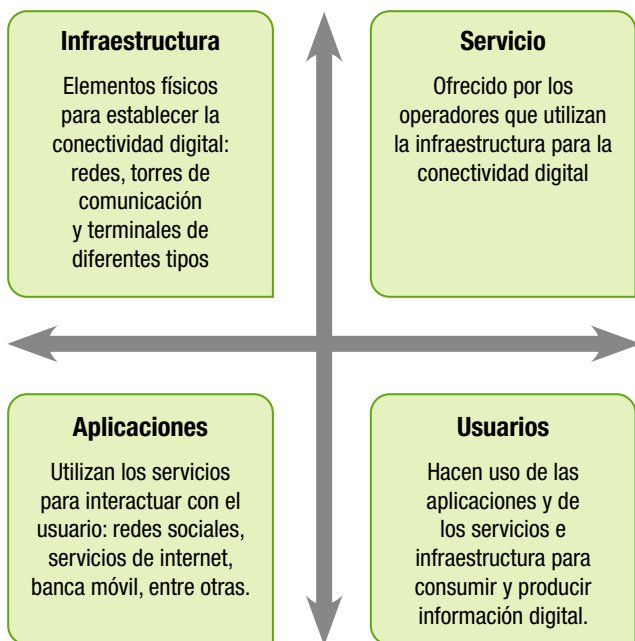 Infraestructura
Elementos físicos
para establecer la
conectividad digital:
redes, torres de
comunicación
y terminales de
diferentes tipos
Servicio
Ofrecido por los
operadores que utilizan
la infraestructura para la
conectividad digital
Aplicaciones
Utilizan los servicios
para interactuar con el
usuario: redes sociales,
servicios de internet,
banca móvil, entre otras.
Usuarios
Hacen uso de las
aplicaciones y de
los servicios e
infraestructura para
consumir y producir
información digital.